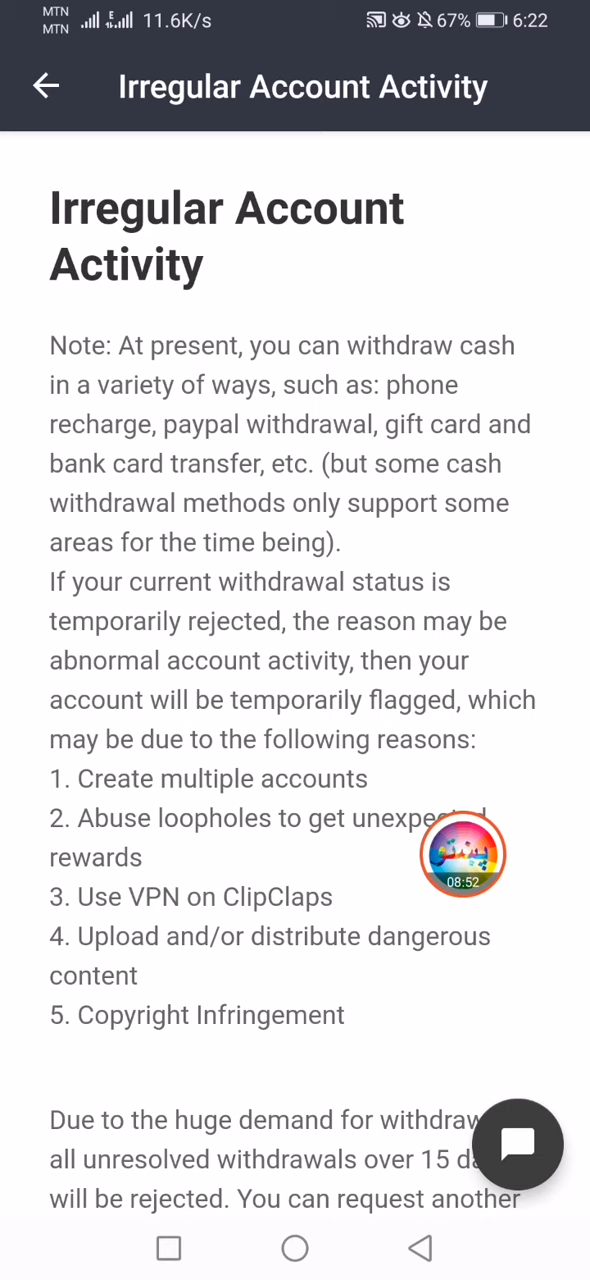 MTN
MTN
E
11.6K/s
67%
6:22
Irregular Account Activity
Irregular Account
Activity
Note: At present, you can withdraw cash
in a variety of ways, such as: phone
recharge, paypal withdrawal, gift card and
bank card transfer, etc. (but some cash
withdrawal methods only support some
areas for the time being).
If your current withdrawal status is
temporarily rejected, the reason may be
abnormal account activity, then your
account will be temporarily flagged, which
may be due to the following reasons:
1. Create multiple accounts
2. Abuse loopholes to get
rewards
پښتو
08:52
3. Use VPN on ClipClaps
4. Upload and/or distribute dangerous
content
5. Copyright Infringement
Due to the huge demand for
all unresolved withdrawals over 15
will be rejected. You can request another